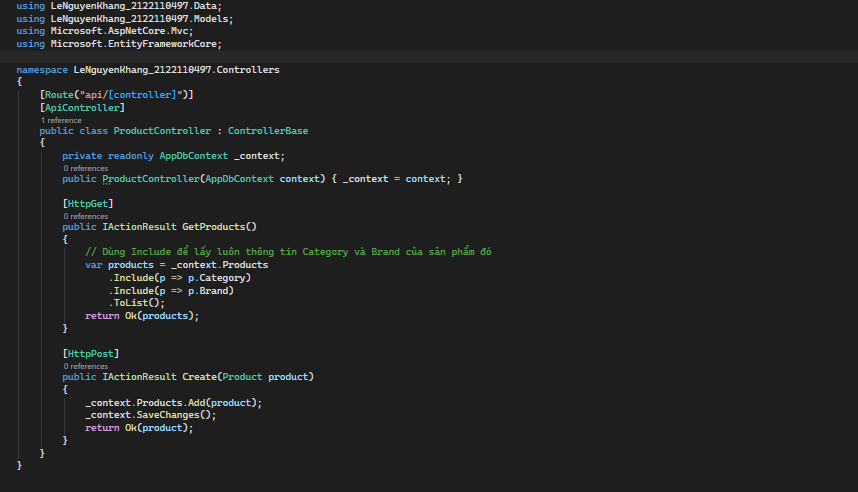 using LeNguyenKhang_2122110497.Data;
using LeNguyenKhang_2122110497.Models;
using Microsoft.AspNetCore.Mvc;
using Microsoft.EntityFrameworkCore;
namespace LeNguyenKhang_2122110497.Controllers
{
[Route("api/[controller]")]
[ApiController]
1 reference
public class ProductController : ControllerBase
{
private readonly AppDbContext _context;
0 references
public ProductController(AppDbContext context) { _context = context; }
[HttpGet]
0 references
public IActionResult GetProducts()
{
// Dùng Include để lấy luôn thông tin Category và Brand của sản phẩm đó
var products = _context.Products
.Include(p => p.Category)
.Include(p => p.Brand)
.ToList();
return Ok(products);
}
[HttpPost]
0 references
public IActionResult Create(Product product)
{
_context.Products.Add(product);
_context.SaveChanges();
return Ok(product);
}
}
}